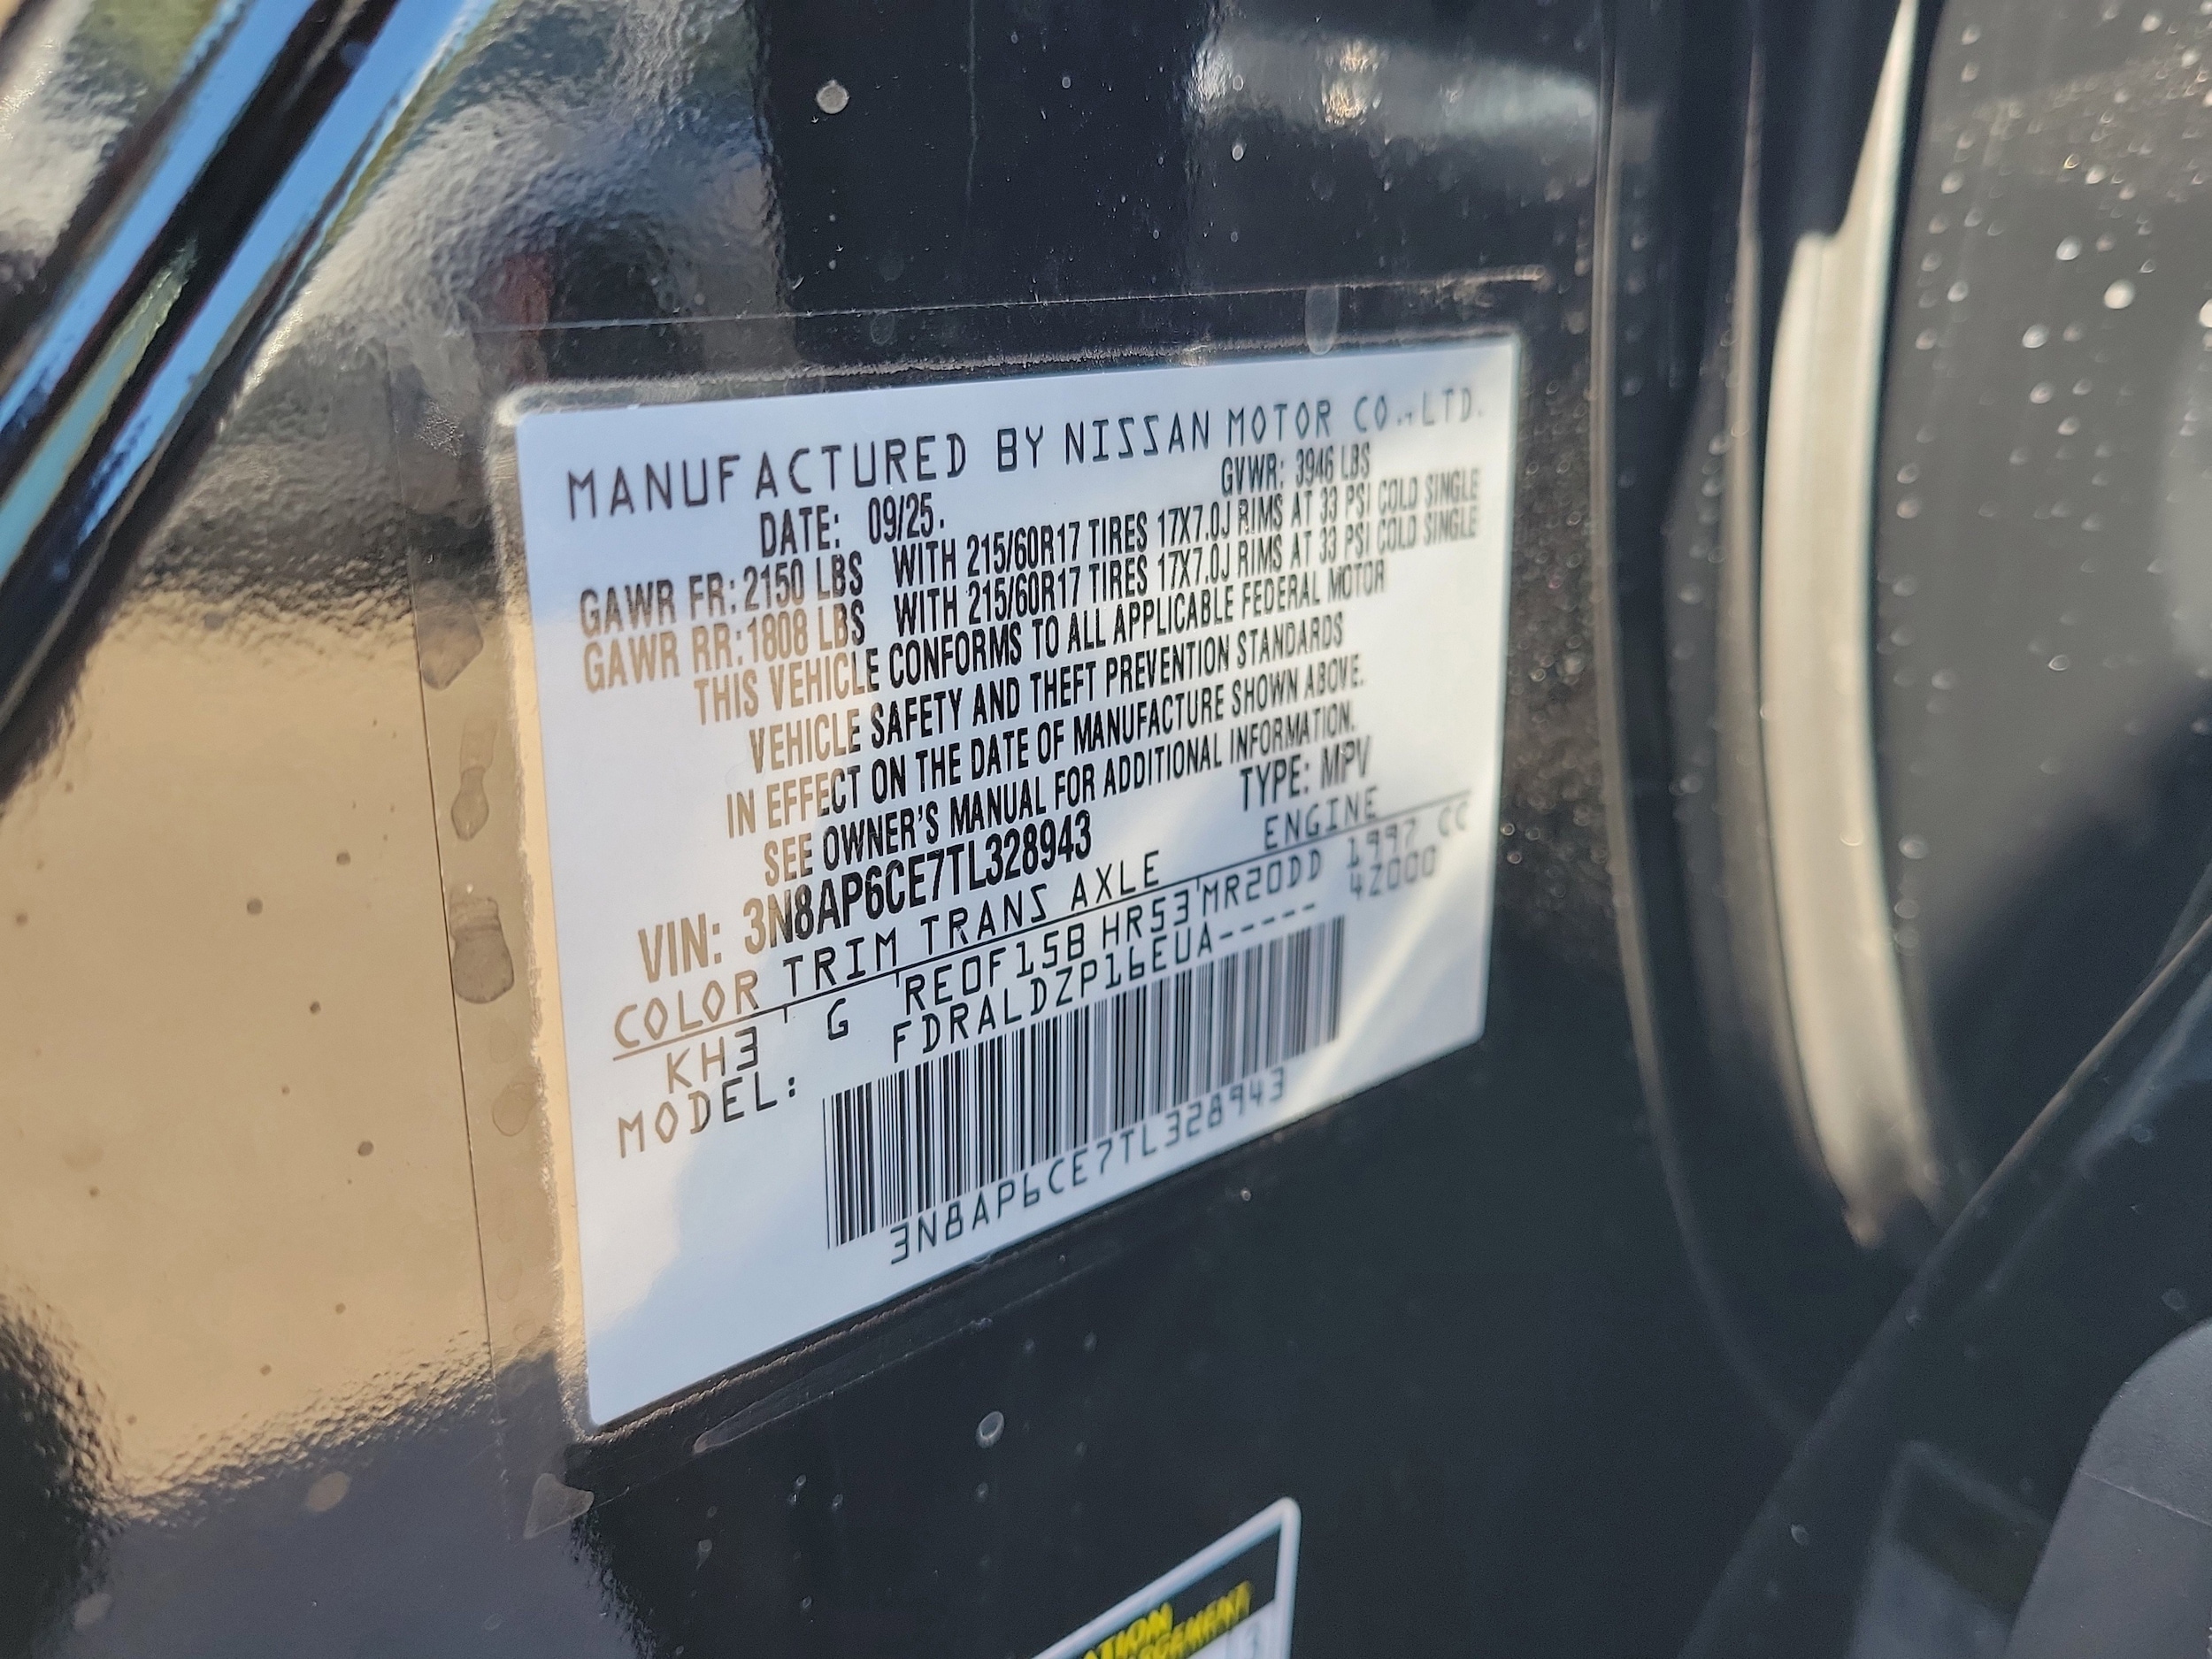 MANUFACTURED BY NISSAN MOTOR CO., LTD.
DATE: 09/25. GVWR: 3946 LBS
GAWR FR: 2150 LBS WITH 215/60R17 TIRES 17X7.0J RIMS AT 33 PSI COLD SINGLE
GAWR RR: 1808 LBS WITH 215/60R17 TIRES 17X7.0J RIMS AT 33 PSI COLD SINGLE
THIS VEHICLE CONFORMS TO ALL APPLICABLE FEDERAL MOTOR
VEHICLE SAFETY AND THEFT PREVENTION STANDARDS
IN EFFECT ON THE DATE OF MANUFACTURE SHOWN ABOVE.
SEE OWNER'S MANUAL FOR ADDITIONAL INFORMATION.
VIN: 3N8AP6CE7TL328943 TYPE: MPV
COLOR TRIM TRANS AXLE ENGINE
KH3 G RE0F15B HR53 MR20DD 1997 CC
MODEL: FDRALDZP16EUA----- 4Z000
3N8AP6CE7TL328943